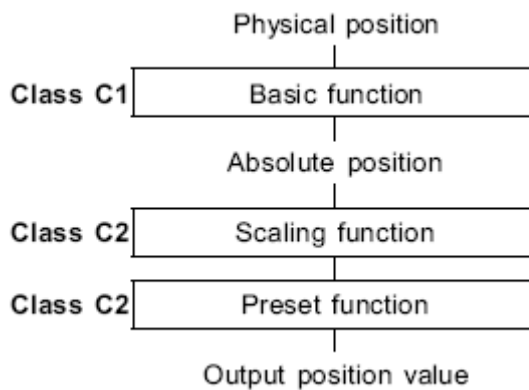 Physical position
Class C1 Basic function
Absolute position
Class C2 Scaling function
Class C2 Preset function
Output position value